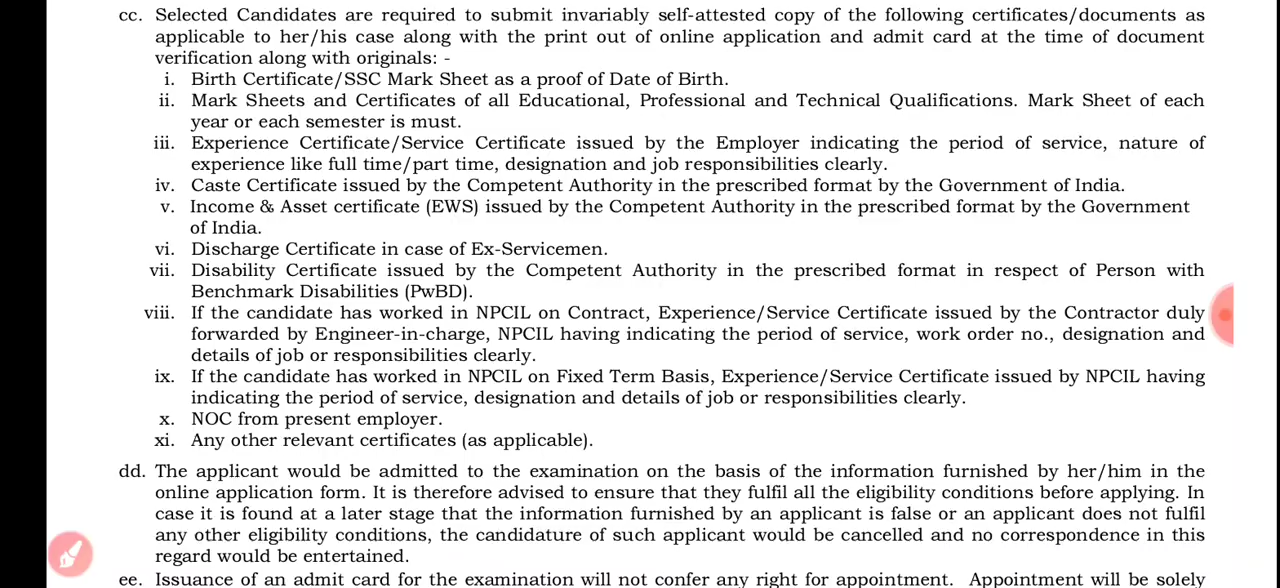 cc. Selected Candidates are required to submit invariably self-attested copy of the following certificates/documents as
applicable to her/his case along with the print out of online application and admit card at the time of document
verification along with originals: -
i. Birth Certificate/SSC Mark Sheet as a proof of Date of Birth.
ii. Mark Sheets and Certificates of all Educational, Professional and Technical Qualifications. Mark Sheet of each
year or each semester is must.
iii. Experience Certificate/Service Certificate issued by the Employer indicating the period of service, nature of
experience like full time/part time, designation and job responsibilities clearly.
iv. Caste Certificate issued by the Competent Authority in the prescribed format by the Government of India.
v. Income & Asset certificate (EWS) issued by the Competent Authority in the prescribed format by the Government
of India.
vi. Discharge Certificate in case of Ex-Servicemen.
vii. Disability Certificate issued by the Competent Authority in the prescribed format in respect of Person with
Benchmark Disabilities (PwBD).
viii. If the candidate has worked in NPCIL on Contract, Experience/Service Certificate issued by the Contractor duly
forwarded by Engineer-in-charge, NPCIL having indicating the period of service, work order no., designation and
details of job or responsibilities clearly.
ix. If the candidate has worked in NPCIL on Fixed Term Basis, Experience/Service Certificate issued by NPCIL having
indicating the period of service, designation and details of job or responsibilities clearly.
x. NOC from present employer.
xi. Any other relevant certificates (as applicable).
dd. The applicant would be admitted to the examination on the basis of the information furnished by her/him in the
online application form. It is therefore advised to ensure that they fulfil all the eligibility conditions before applying. In
case it is found at a later stage that the information furnished by an applicant is false or an applicant does not fulfil
any other eligibility conditions, the candidature of such applicant would be cancelled and no correspondence in this
regard would be entertained.
ee. Issuance of an admit card for the examination will not confer any right for appointment. Appointment will be solely